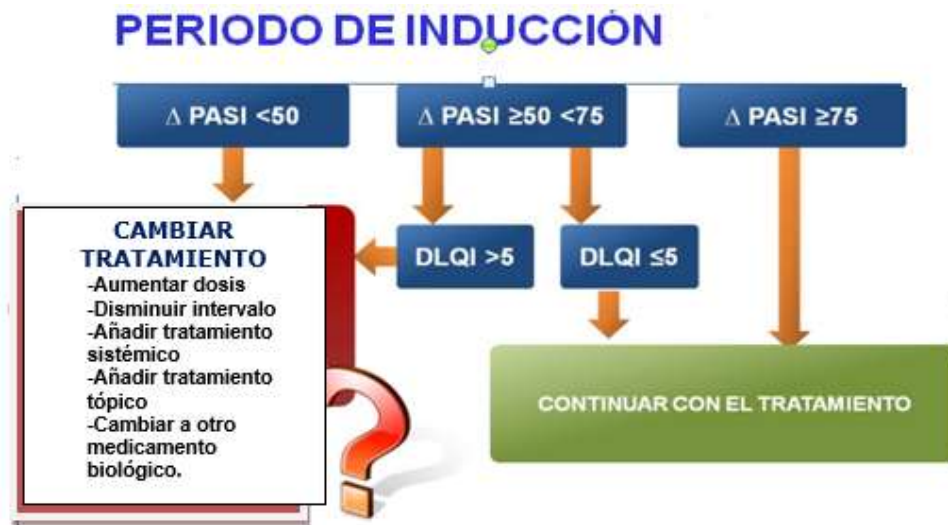 PERIODO DE INDUCCIÓN
Δ PASI <50
Δ PASI ≥50 <75
Δ PASI ≥75
DLQI >5
DLQI ≤5
CAMBIAR
TRATAMIENTO
-Aumentar dosis
-Disminuir intervalo
-Añadir tratamiento
sistémico
-Añadir tratamiento
tópico
-Cambiar a otro
medicamento
biológico.
CONTINUAR CON EL TRATAMIENTO